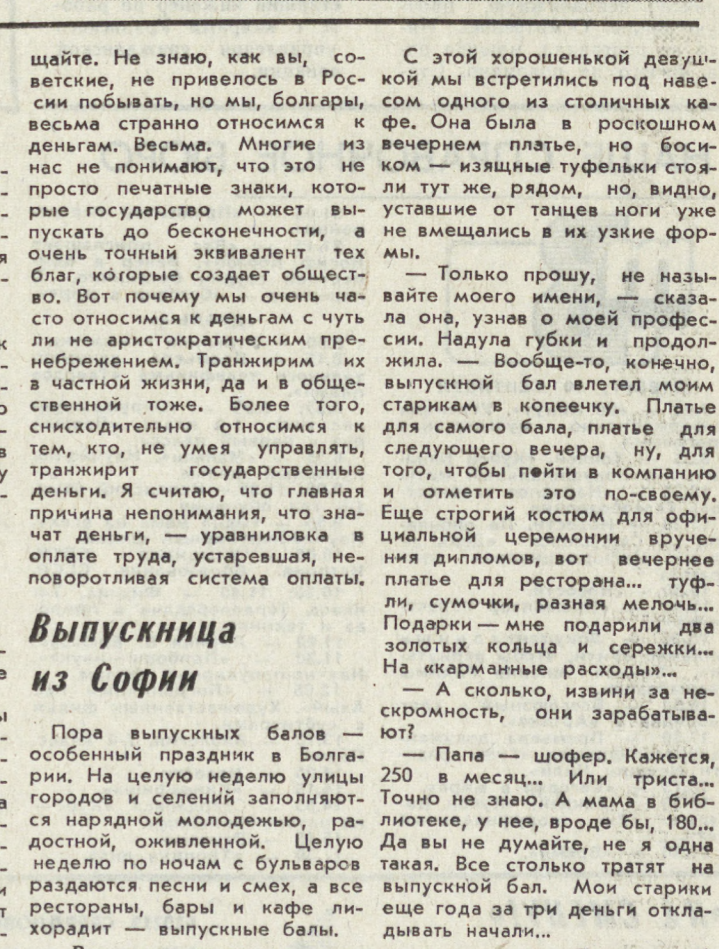 щайте. Не знаю, как вы, со-
ветские, не привелось в Рос-
сии побывать, но мы, болгары,
весьма странно относимся к
деньгам. Весьма. Многие из
нас не понимают, что это не
просто печатные знаки, кото-
рые государство может вы-
пускать до бесконечности, а
очень точный эквивалент тех
благ, которые создает общест-
во. Вот почему мы очень ча-
сто относимся к деньгам с чуть
ли не аристократическим пре-
небрежением. Транжирим их
в частной жизни, да и в обще-
ственной тоже. Более того,
снисходительно относимся к
тем, кто, не умея управлять,
транжирит государственные
деньги. Я считаю, что главная
причина непонимания, что зна-
чат деньги, — уравниловка в
оплате труда, устаревшая, не-
поворотливая система оплаты.
Выпускница
из Софии
Пора выпускных балов —
особенный праздник в Болга-
рии. На целую неделю улицы
городов и селений заполняют-
ся нарядной молодежью, ра-
достной, оживленной. Целую
неделю по ночам с бульваров
раздаются песни и смех, а все
рестораны, бары и кафе ли-
хорадит — выпускные балы.
С этой хорошенькой девуш-
кой мы встретились под наве-
сом одного из столичных ка-
фе. Она была в роскошном
вечернем платье, но боси-
ком — изящные туфельки стоя-
ли тут же, рядом, но, видно,
уставшие от танцев ноги уже
не вмещались в их узкие фор-
мы.
— Только прошу, не назы-
вайте моего имени, — сказа-
ла она, узнав о моей профес-
сии. Надула губки и продол-
жила. — Вообще-то, конечно,
выпускной бал влетел моим
старикам в копеечку. Платье
для самого бала, платье для
следующего вечера, ну, для
того, чтобы пойти в компанию
и отметить это по-своему.
Еще строгий костюм для офи-
циальной церемонии вруче-
ния дипломов, вот вечернее
платье для ресторана... туф-
ли, сумочки, разная мелочь...
Подарки — мне подарили два
золотых кольца и сережки...
На «карманные расходы»...
— А сколько, извини за не-
скромность, они зарабатыва-
ют?
— Папа — шофер. Кажется,
250 в месяц... Или триста...
Точно не знаю. А мама в биб-
лиотеке, у нее, вроде бы, 180...
Да вы не думайте, не я одна
такая. Все столько тратят на
выпускной бал. Мои старики
еще года за три деньги откла-
дывать начали...